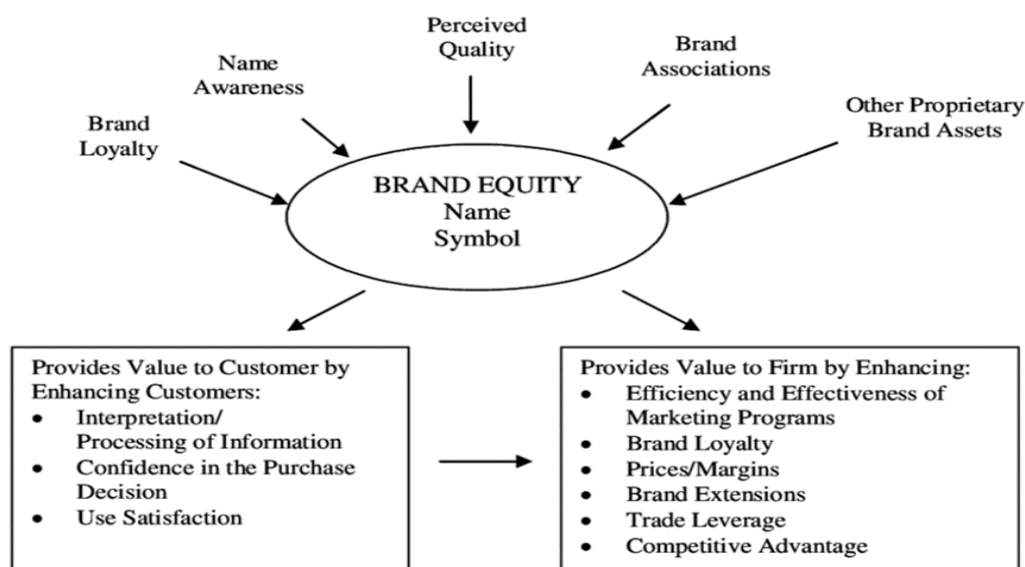 Perceived
Quality
Brand
Associations
Name
Awareness
Other Proprietary
Brand Assets
Brand
Loyalty
BRAND EQUITY
Name
Symbol
Provides Value to Customer by
Enhancing Customers:
• Interpretation/
Processing of Information
• Confidence in the Purchase
Decision
• Use Satisfaction
Provides Value to Firm by Enhancing:
• Efficiency and Effectiveness of
Marketing Programs
• Brand Loyalty
• Prices/Margins
• Brand Extensions
• Trade Leverage
• Competitive Advantage